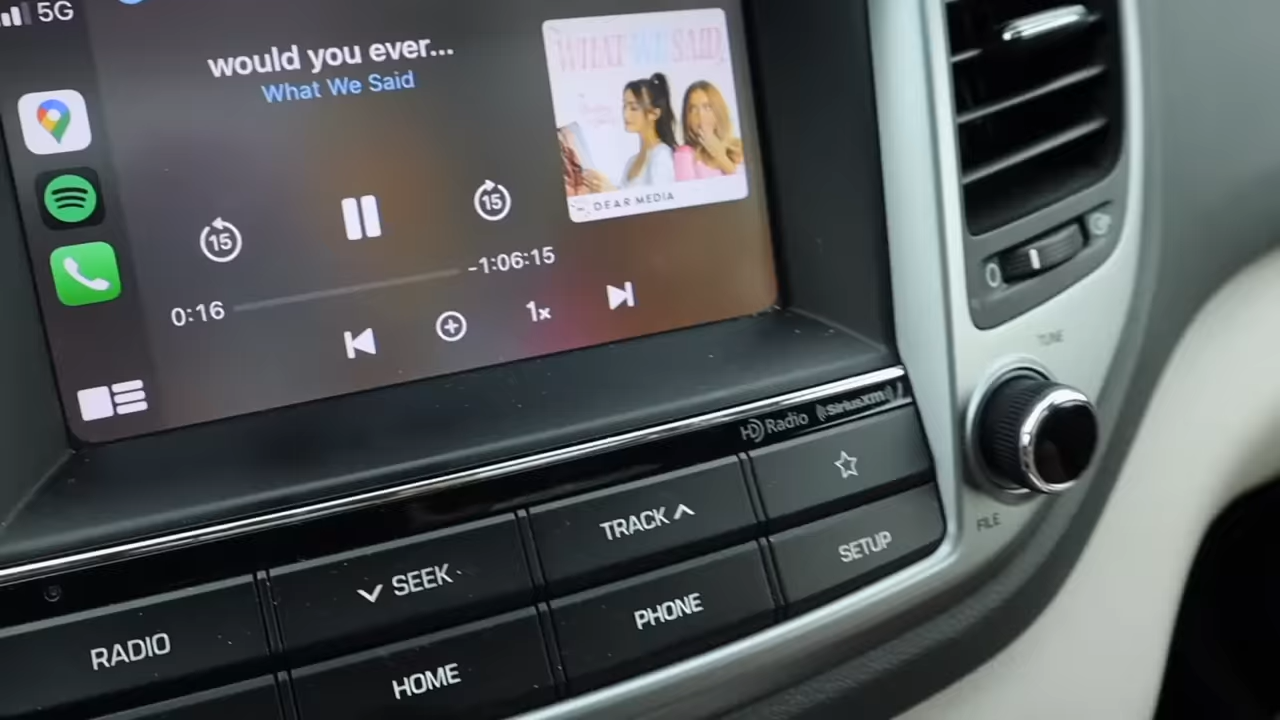 5G
would you ever...
What We Said
WHAT WE SAID
DEAR MEDIA
15
15
0:16
-1:06:15
1x
HD Radio
SiriusXM
TUNE
FILE
TRACK
SEEK
SETUP
PHONE
RADIO
HOME
0